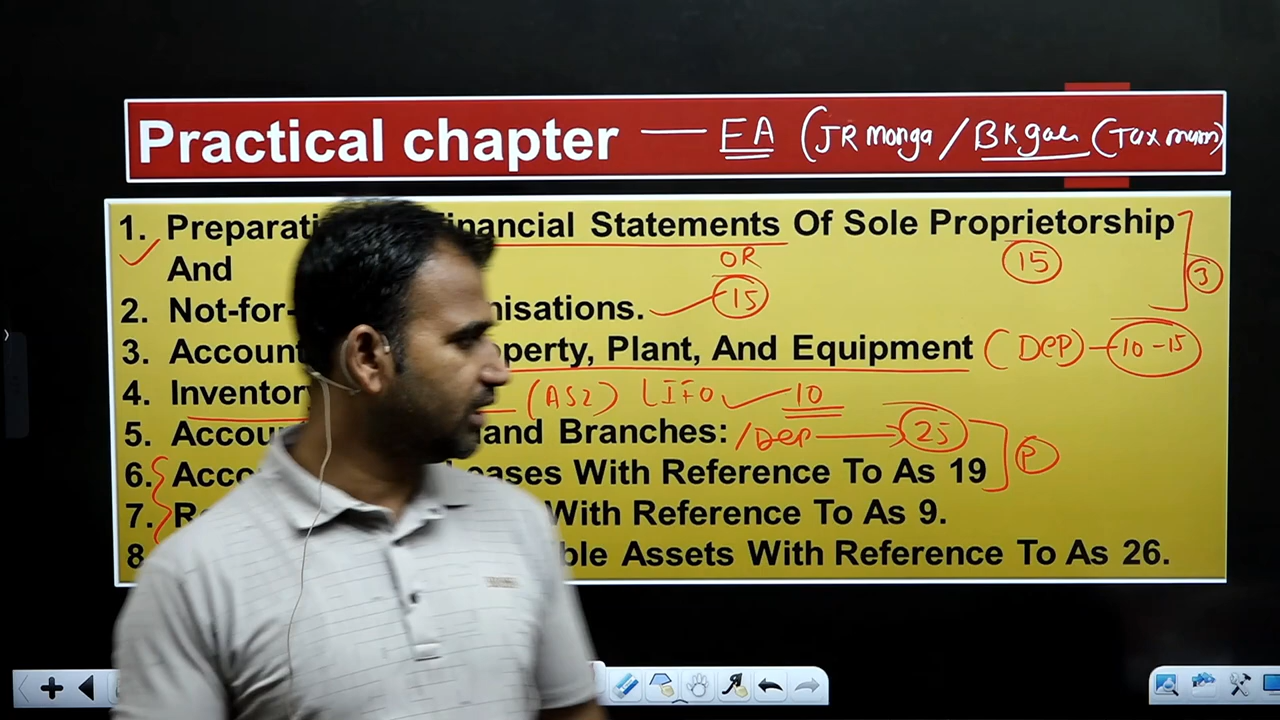 Practical chapter — FA (JR monga / BK goel (Tax mann)
1. Preparati inancial Statements Of Sole Proprietorship
And OR 15 3
2. Not-for- nisations. 15
3. Account perty, Plant, And Equipment (Dep) 10-15
4. Inventor (AS2) LIFO 10
5. Accou and Branches: /Dep 25
6. Acco eases With Reference To As 19 P
7. R With Reference To As 9.
8 ble Assets With Reference To As 26.